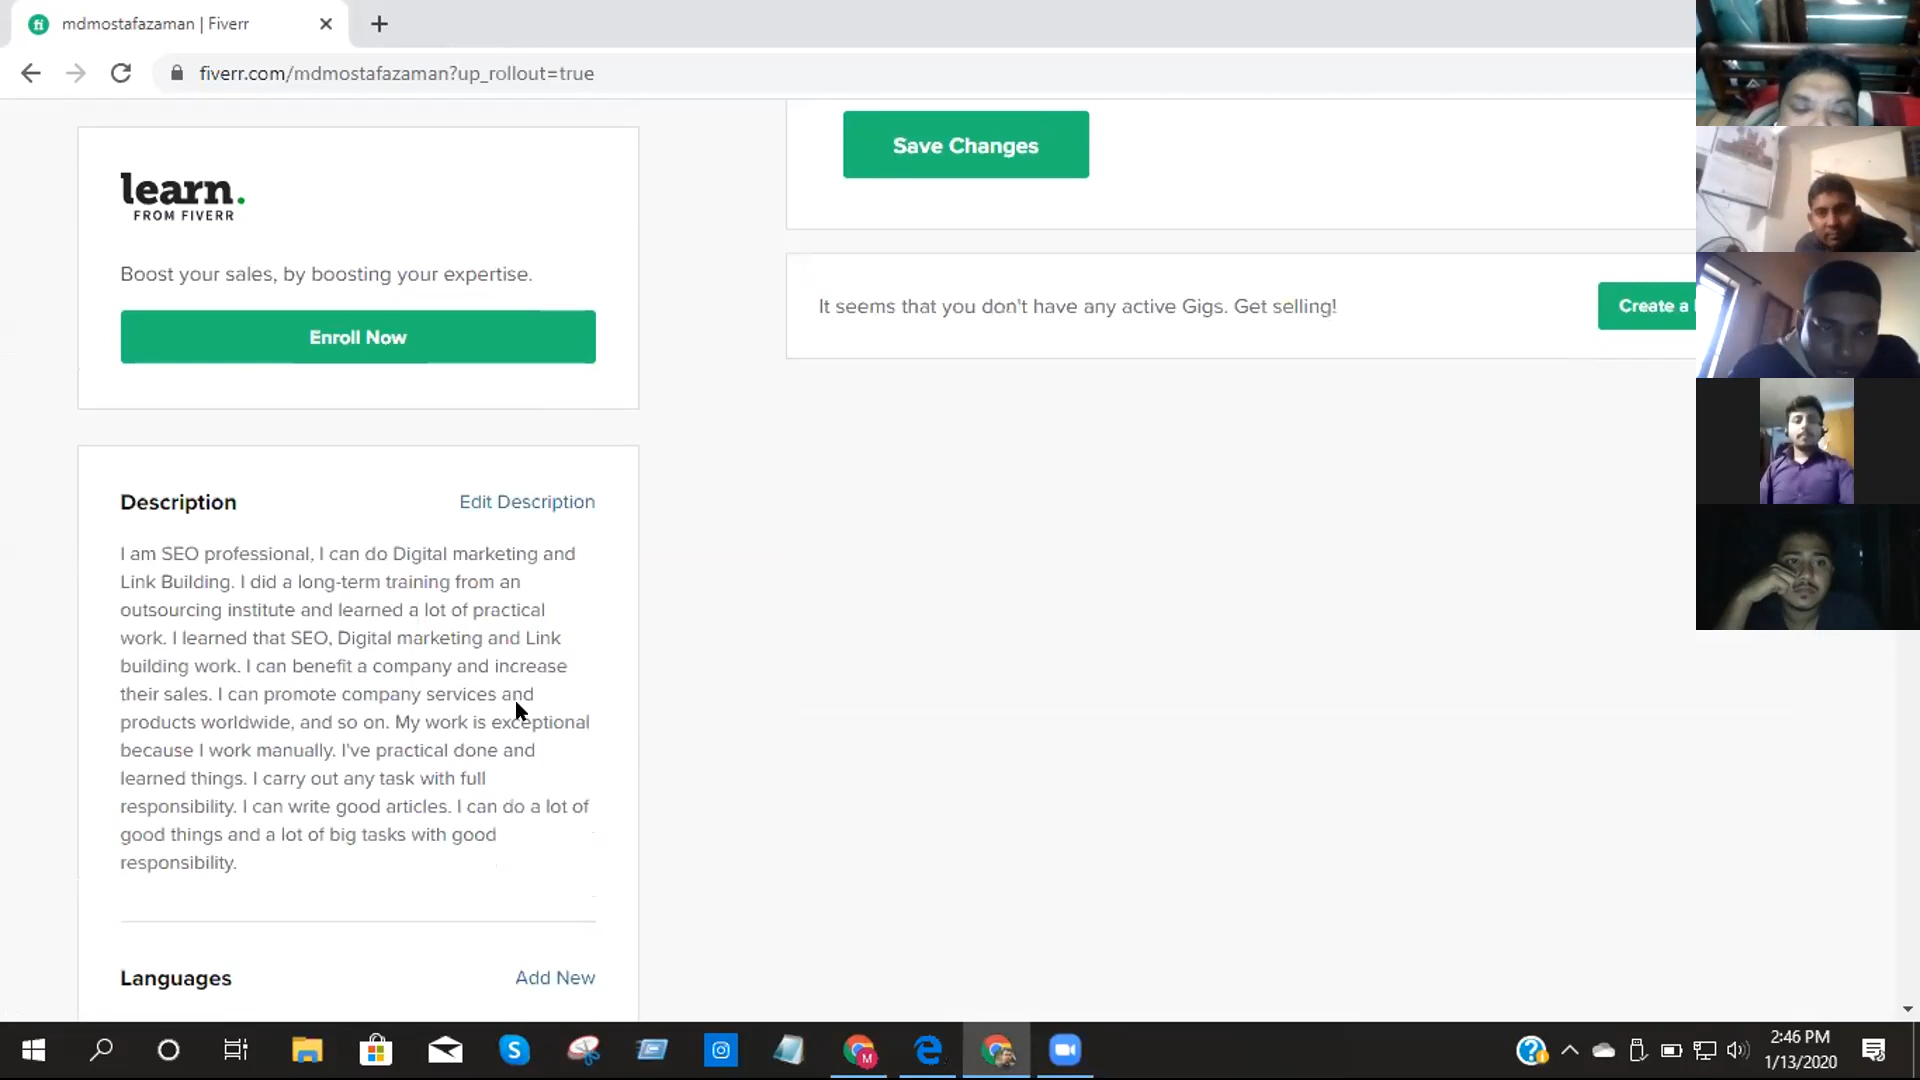 mdmostafazaman | Fiverr
fiverr.com/mdmostafazaman?up_rollout=true
learn.
FROM FIVERR
Boost your sales, by boosting your expertise.
Enroll Now
Save Changes
It seems that you don't have any active Gigs. Get selling!
Create a
Description
Edit Description
I am SEO professional, I can do Digital marketing and
Link Building. I did a long-term training from an
outsourcing institute and learned a lot of practical
work. I learned that SEO, Digital marketing and Link
building work. I can benefit a company and increase
their sales. I can promote company services and
products worldwide, and so on. My work is exceptional
because I work manually. I've practical done and
learned things. I carry out any task with full
responsibility. I can write good articles. I can do a lot of
good things and a lot of big tasks with good
responsibility.
Languages
Add New
2:46 PM
1/13/2020